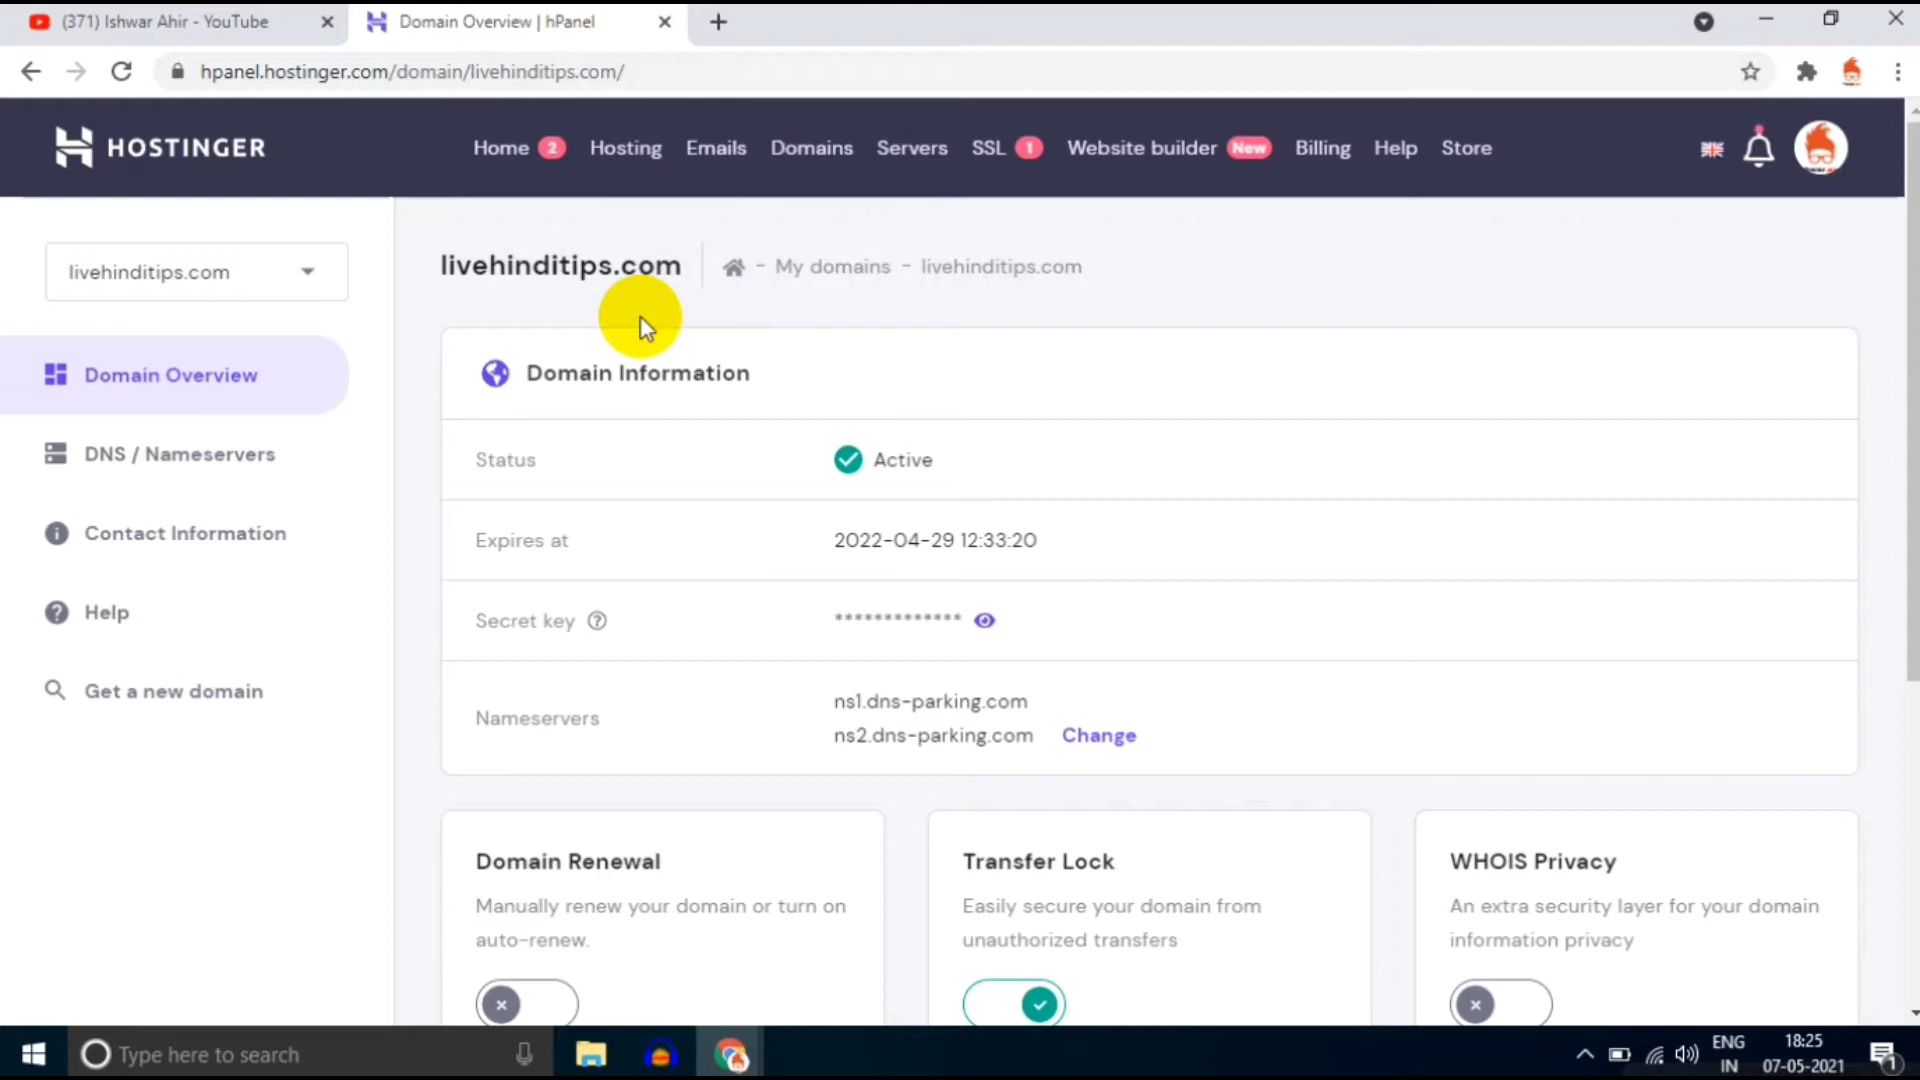 (371) Ishwar Ahir - YouTube
Domain Overview | hPanel
hpanel.hostinger.com/domain/livehinditips.com/
HOSTINGER
Home 2 Hosting Emails Domains Servers SSL 1 Website builder New Billing Help Store
livehinditips.com
Domain Overview
DNS / Nameservers
Contact Information
Help
Get a new domain
livehinditips.com
- My domains - livehinditips.com
Domain Information
Status Active
Expires at 2022-04-29 12:33:20
Secret key ? *************
Nameservers
ns1.dns-parking.com
ns2.dns-parking.com Change
Domain Renewal
Manually renew your domain or turn on
auto-renew.
Transfer Lock
Easily secure your domain from
unauthorized transfers
WHOIS Privacy
An extra security layer for your domain
information privacy
Type here to search
ENG
IN
18:25
07-05-2021
1